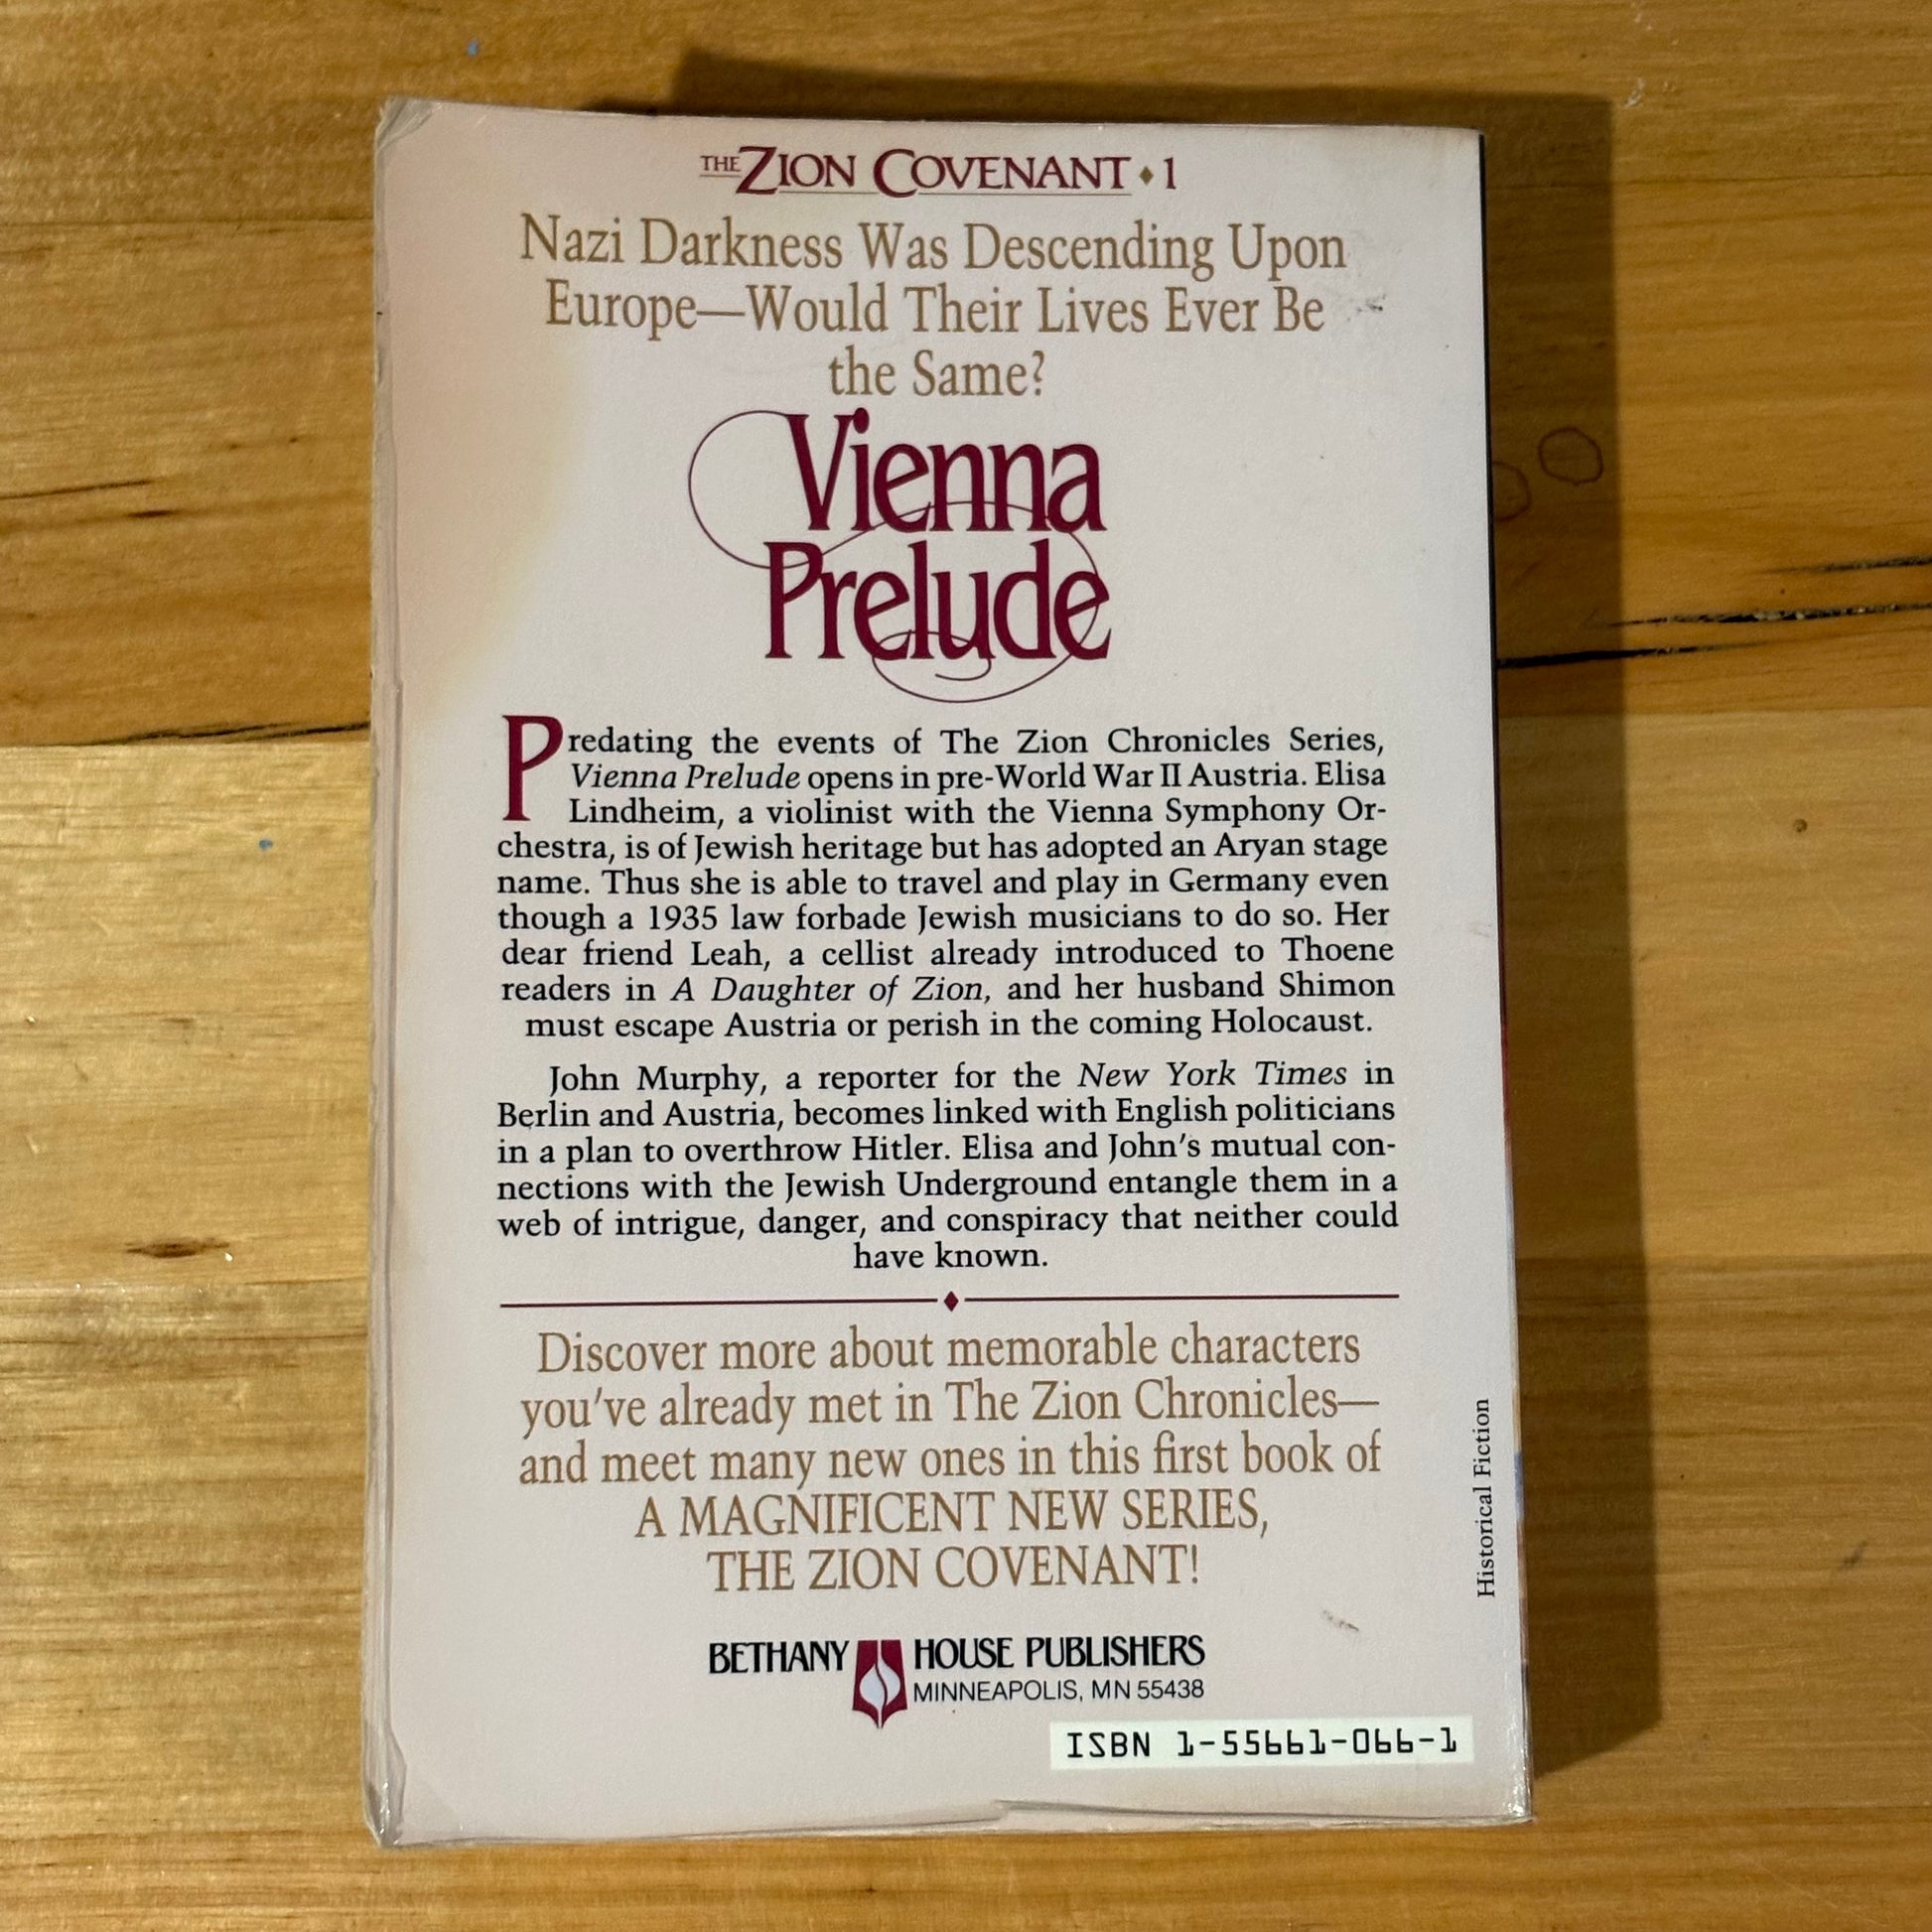 THE ZION COVENANT ♦ 1
Nazi Darkness Was Descending Upon
Europe—Would Their Lives Ever Be
the Same?
Vienna
Prelude
Predating the events of The Zion Chronicles Series,
Vienna Prelude opens in pre-World War II Austria. Elisa
Lindheim, a violinist with the Vienna Symphony Or-
chestra, is of Jewish heritage but has adopted an Aryan stage
name. Thus she is able to travel and play in Germany even
though a 1935 law forbade Jewish musicians to do so. Her
dear friend Leah, a cellist already introduced to Thoene
readers in A Daughter of Zion, and her husband Shimon
must escape Austria or perish in the coming Holocaust.
John Murphy, a reporter for the New York Times in
Berlin and Austria, becomes linked with English politicians
in a plan to overthrow Hitler. Elisa and John's mutual con-
nections with the Jewish Underground entangle them in a
web of intrigue, danger, and conspiracy that neither could
have known.
Discover more about memorable characters
you've already met in The Zion Chronicles—
and meet many new ones in this first book of
A MAGNIFICENT NEW SERIES,
THE ZION COVENANT!
Historical Fiction
BETHANY HOUSE PUBLISHERS
MINNEAPOLIS, MN 55438
ISBN 1-55661-066-1